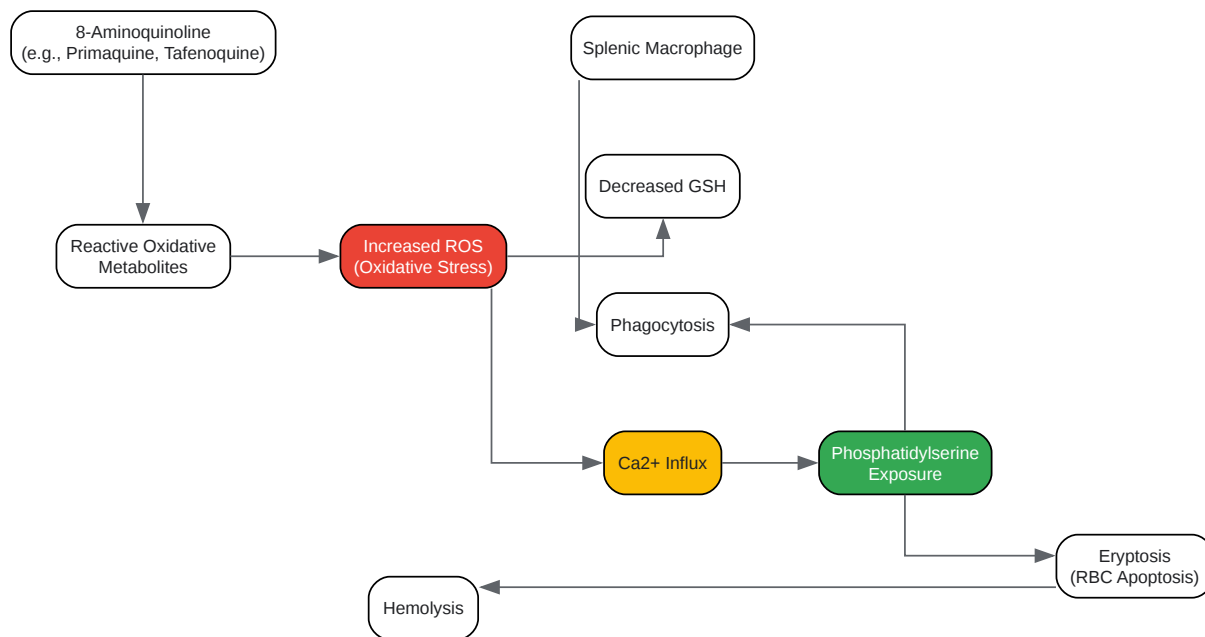 8-Aminoquinoline
(e.g., Primaquine, Tafenoquine)
Splenic Macrophage
Decreased GSH
Reactive Oxidative
Metabolites
Increased ROS
(Oxidative Stress)
Phagocytosis
Ca2+ Influx
Phosphatidylserine
Exposure
Eryptosis
(RBC Apoptosis)
Hemolysis